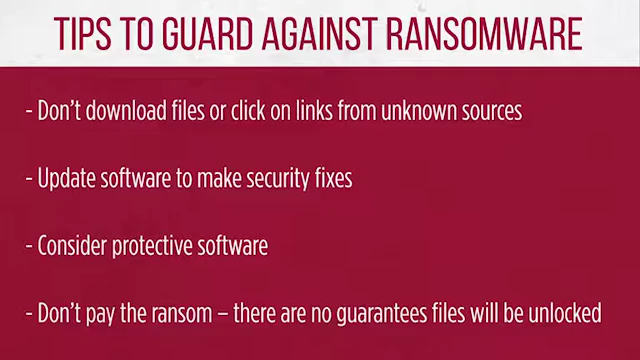 TIPS TO GUARD AGAINST RANSOMWARE
- Don’t download files or click on links from unknown sources
- Update software to make security fixes
- Consider protective software
- Don’t pay the ransom – there are no guarantees files will be unlocked